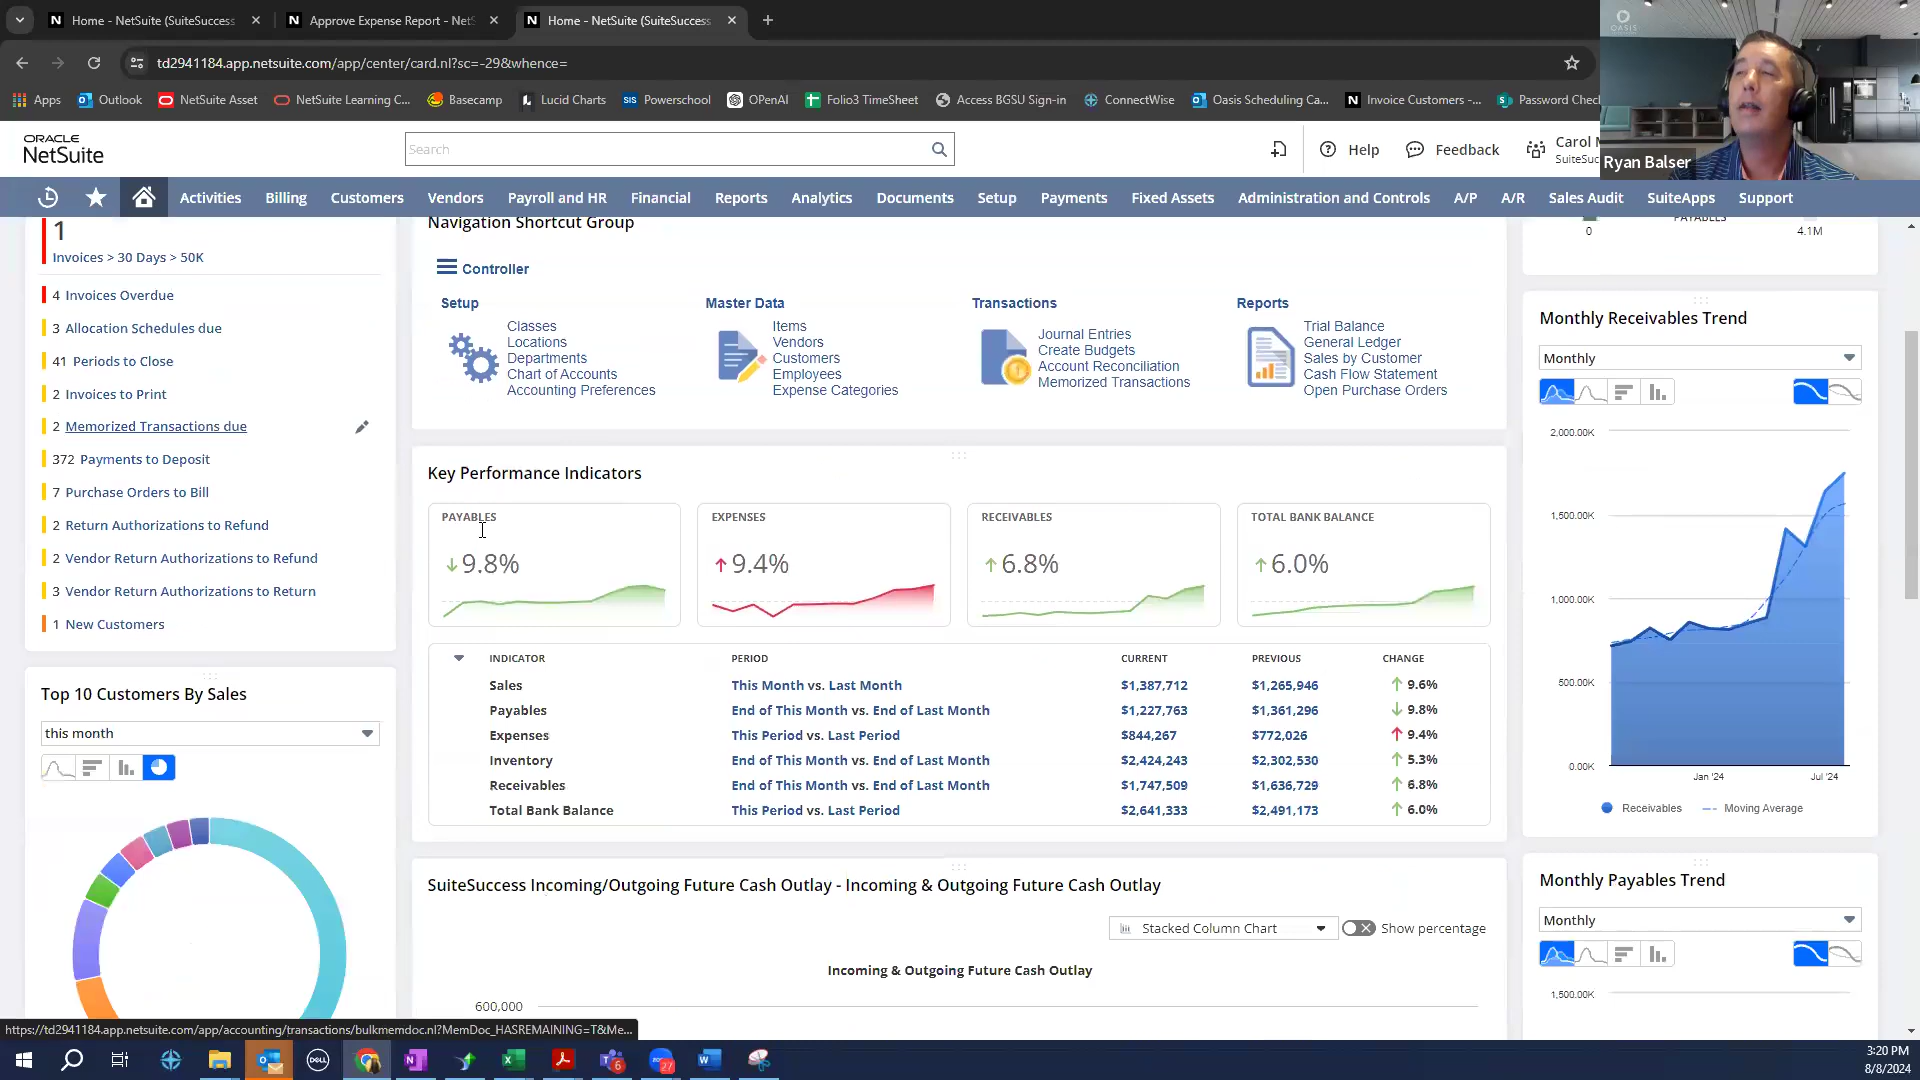 Home - NetSuite (SuiteSuccess
Approve Expense Report - Net
Home - NetSuite (SuiteSuccess
td2941184.app.netsuite.com/app/center/card.nl?sc=-29&whence=
Apps
Outlook
NetSuite Asset
NetSuite Learning C...
Basecamp
Lucid Charts
SIS Powerschool
OpenAI
Folio3 TimeSheet
Access BGSU Sign-in
ConnectWise
Oasis Scheduling Ca...
Invoice Customers -...
Password Chec
OASIS
Ryan Balser
ORACLE
NetSuite
Search
Help
Feedback
Carol
SuiteSuc
Activities
Billing
Customers
Vendors
Payroll and HR
Financial
Reports
Analytics
Documents
Setup
Payments
Fixed Assets
Administration and Controls
A/P
A/R
Sales Audit
SuiteApps
Support
1
Invoices > 30 Days > 50K
4 Invoices Overdue
3 Allocation Schedules due
41 Periods to Close
2 Invoices to Print
2 Memorized Transactions due
372 Payments to Deposit
7 Purchase Orders to Bill
2 Return Authorizations to Refund
2 Vendor Return Authorizations to Refund
3 Vendor Return Authorizations to Return
1 New Customers
Top 10 Customers By Sales
this month
Navigation Shortcut Group
Controller
Setup
Classes
Locations
Departments
Chart of Accounts
Accounting Preferences
Master Data
Items
Vendors
Customers
Employees
Expense Categories
Transactions
Journal Entries
Create Budgets
Account Reconciliation
Memorized Transactions
Reports
Trial Balance
General Ledger
Sales by Customer
Cash Flow Statement
Open Purchase Orders
Key Performance Indicators
PAYABLES
9.8%
EXPENSES
9.4%
RECEIVABLES
6.8%
TOTAL BANK BALANCE
6.0%
INDICATOR PERIOD CURRENT PREVIOUS CHANGE
Sales This Month vs. Last Month $1,387,712 $1,265,946 9.6%
Payables End of This Month vs. End of Last Month $1,227,763 $1,361,296 9.8%
Expenses This Period vs. Last Period $844,267 $772,026 9.4%
Inventory End of This Month vs. End of Last Month $2,424,243 $2,302,530 5.3%
Receivables End of This Month vs. End of Last Month $1,747,509 $1,636,729 6.8%
Total Bank Balance This Period vs. Last Period $2,641,333 $2,491,173 6.0%
SuiteSuccess Incoming/Outgoing Future Cash Outlay - Incoming & Outgoing Future Cash Outlay
Stacked Column Chart
Show percentage
Incoming & Outgoing Future Cash Outlay
600,000
PAYABLES
0 4.1M
Monthly Receivables Trend
Monthly
2,000.00K
1,500.00K
1,000.00K
500.00K
0.00K
Jan '24 Jul '24
Receivables Moving Average
Monthly Payables Trend
Monthly
1,500.00K
https://td2941184.app.netsuite.com/app/accounting/transactions/bulkmemdoc.nl?MemDoc_HASREMAINING=T&Me...
DELL
6
27
3:20 PM
8/8/2024